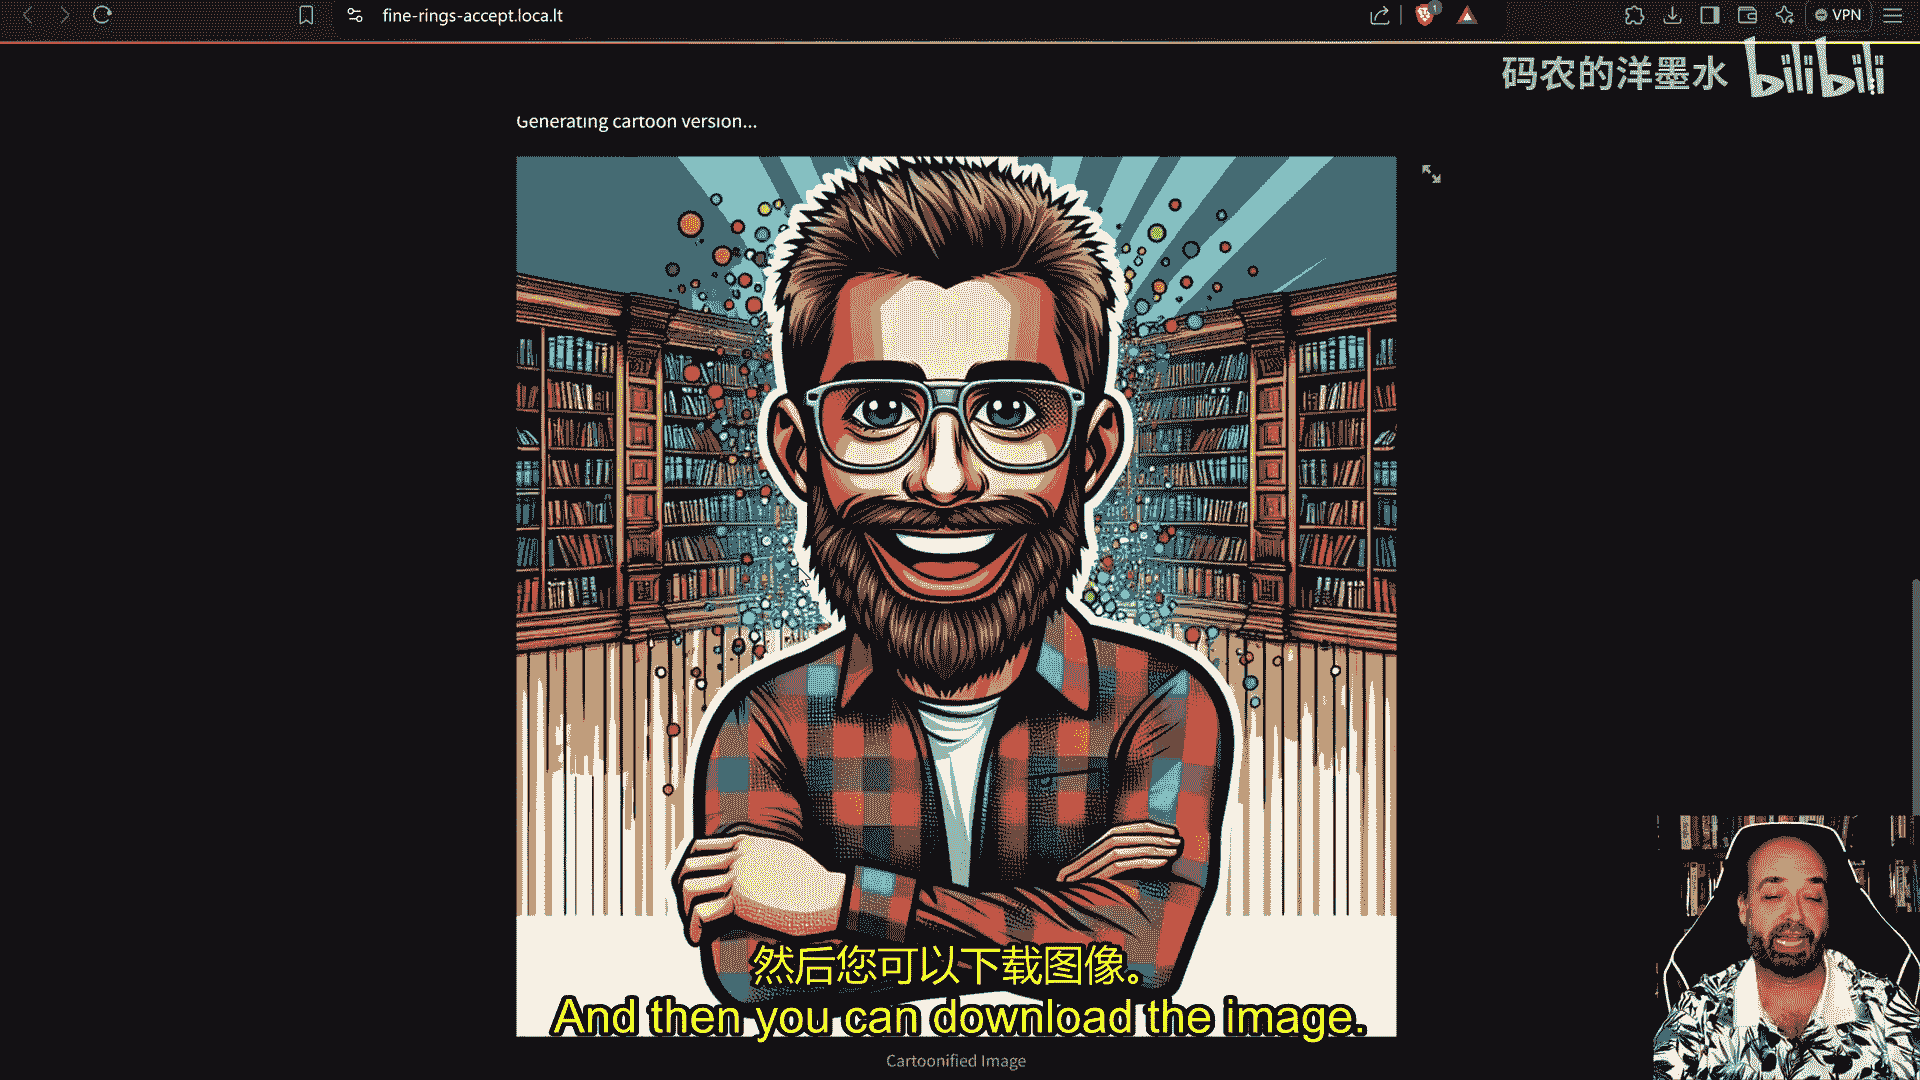 fine-rings-accept.loca.lt
1
VPN
码农的洋墨水 bilibili
Generating cartoon version...
然后您可以下载图像。
And then you can download the image.
Cartoonified Image